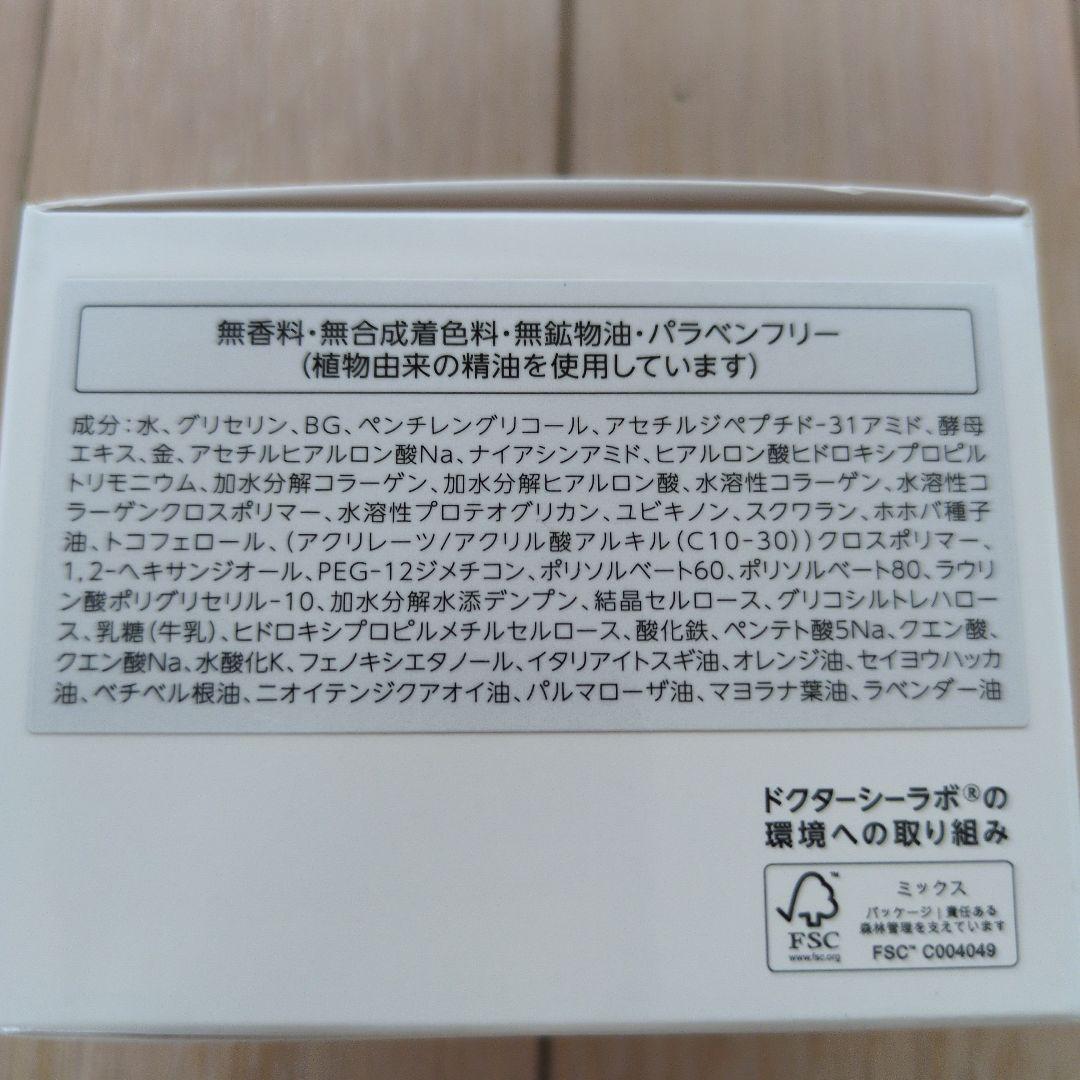 無香料・無合成着色料・無鉱物油・パラベンフリー
(植物由来の精油を使用しています)
成分:水、グリセリン、BG、ペンチレングリコール、アセチルジペプチド-31アミド、酵母
エキス、金、アセチルヒアルロン酸Na、ナイアシンアミド、ヒアルロン酸ヒドロキシプロピル
トリモニウム、加水分解コラーゲン、加水分解ヒアルロン酸、水溶性コラーゲン、水溶性コ
ラーゲンクロスポリマー、水溶性プロテオグリカン、ユビキノン、スクワラン、ホホバ種子
油、トコフェロール、(アクリレーツ/アクリル酸アルキル(C10-30))クロスポリマー、
1,2-ヘキサンジオール、PEG-12ジメチコン、ポリソルベート60、ポリソルベート80、ラウリ
ン酸ポリグリセリル-10、加水分解水添デンプン、結晶セルロース、グリコシルトレハロー
ス、乳糖(牛乳)、ヒドロキシプロピルメチルセルロース、酸化鉄、ペンテト酸5Na、クエン酸、
クエン酸Na、水酸化K、フェノキシエタノール、イタリアイトスギ油、オレンジ油、セイヨウハッカ
油、ベチベル根油、ニオイテンジクアオイ油、パルマローザ油、マヨラナ葉油、ラベンダー油
ドクターシーラボ®の
環境への取り組み
FSC
www.fsc.org
ミックス
パッケージ|責任ある
森林管理を支えています
FSC™ C004049